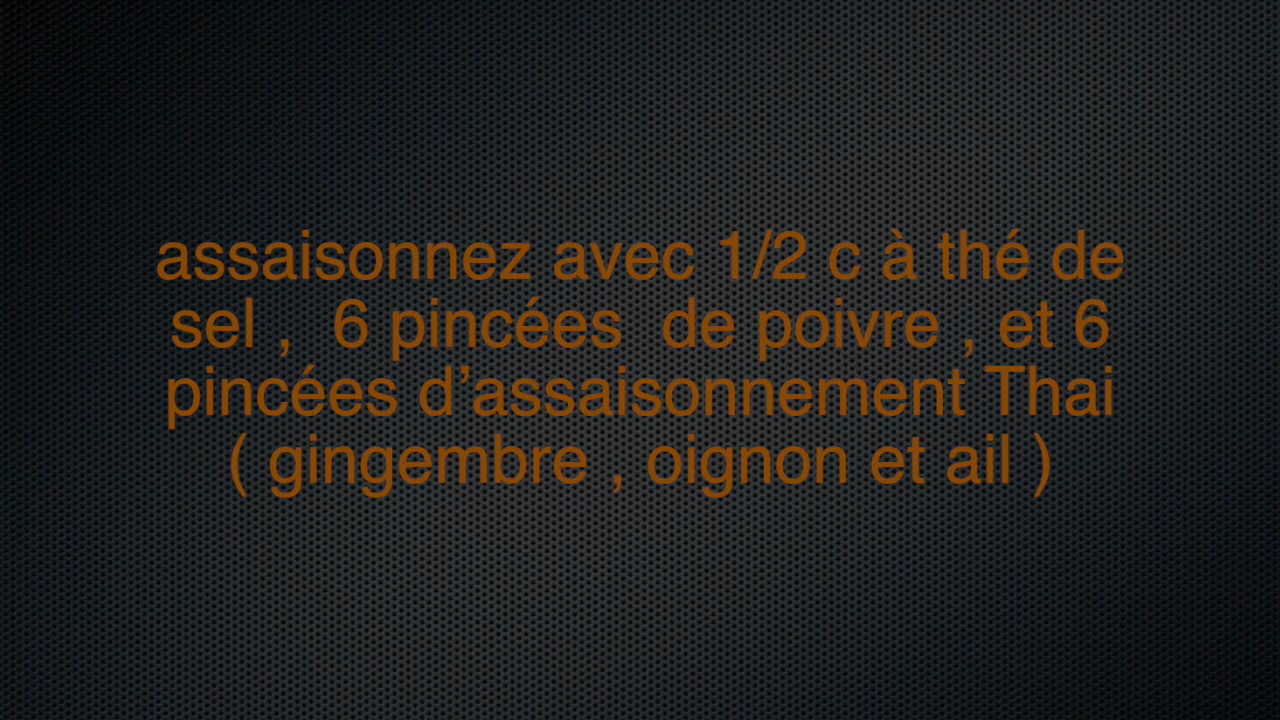 assaisonnez avec 1/2 c à thé de
sel ,  6 pincées  de poivre , et 6
pincées d’assaisonnement Thai
( gingembre , oignon et ail )